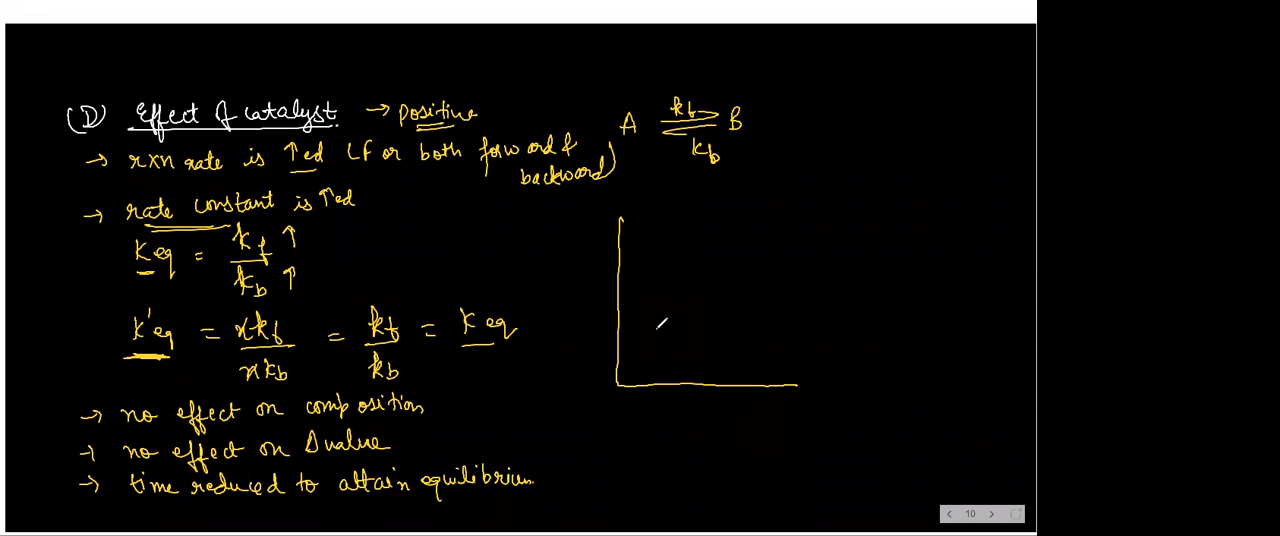 (D) Effect of catalyst → positive
→ rxn rate is ↑ed (For both forward & backward)
A ⇌ B
kf
kb
→ rate constant is ↑ed
Keq = kf ↑ / kb ↑
K'eq = xkf / xkb = kf / kb = Keq
→ no effect on composition
→ no effect on Δ value
→ time reduced to attain equilibrium
10